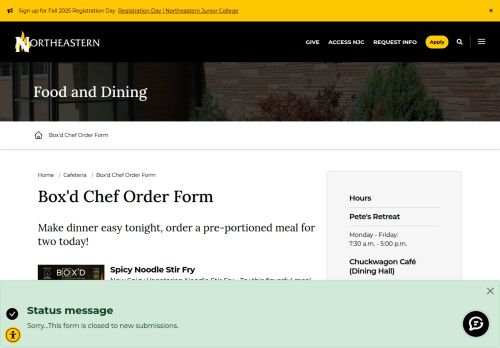 Sign up for Fall 2025 Registration Day Registration Day | Northeastern Junior College
NORTHEASTERN
GIVE ACCESS NJC REQUEST INFO Apply
Food and Dining
Box'd Chef Order Form
Home / Cafeteria / Box'd Chef Order Form
Box'd Chef Order Form
Make dinner easy tonight, order a pre-portioned meal for
two today!
BOX'D
Spicy Noodle Stir Fry
Hours
Pete's Retreat
Monday - Friday:
7:30 a.m. - 5:00 p.m.
Chuckwagon Café
(Dining Hall)
Status message
Sorry...This form is closed to new submissions.